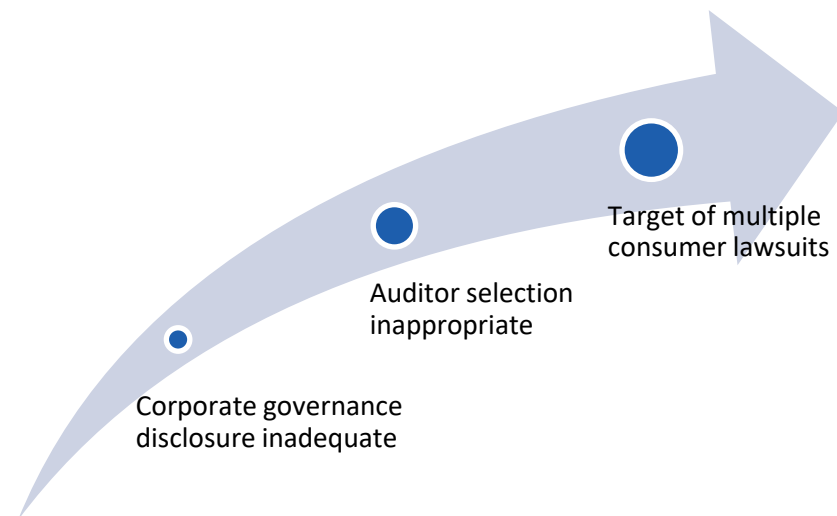 Target of multiple
consumer lawsuits
Auditor selection
inappropriate
Corporate governance
disclosure inadequate